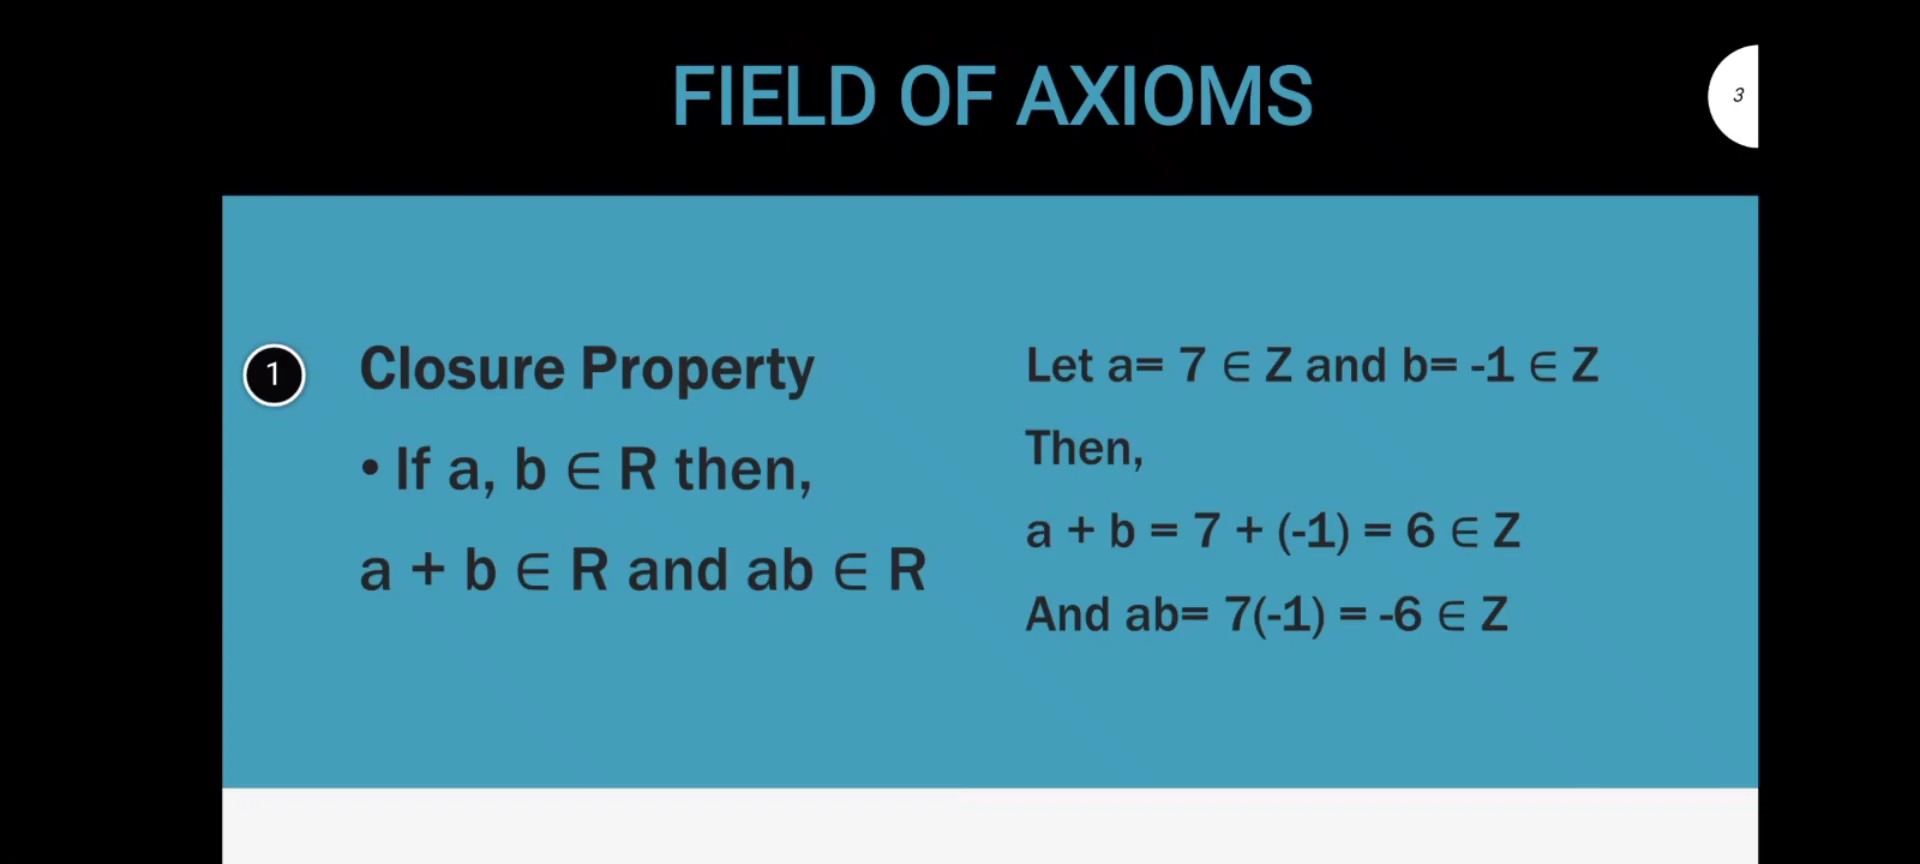 FIELD OF AXIOMS
3
1
Closure Property
• If a, b ∈ R then,
a + b ∈ R and ab ∈ R
Let a= 7 ∈ Z and b= -1 ∈ Z
Then,
a + b = 7 + (-1) = 6 ∈ Z
And ab= 7(-1) = -6 ∈ Z